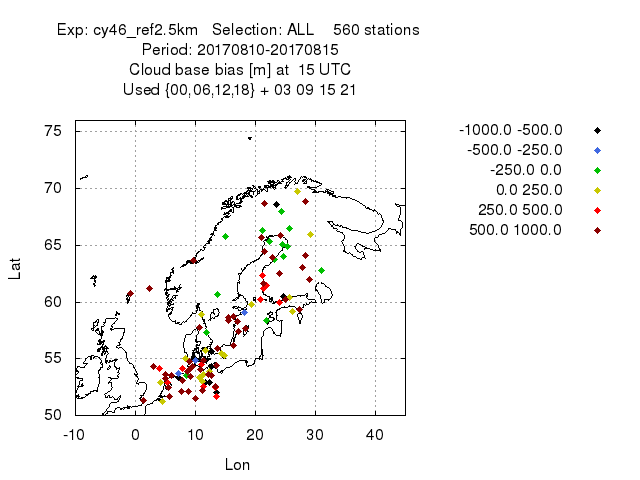 Exp: cy46_ref2.5km   Selection: ALL    560 stations
Period: 20170810-20170815
Cloud base bias [m] at  15 UTC
Used {00,06,12,18} + 03 09 15 21
-1000.0 -500.0
-500.0 -250.0
-250.0 0.0
0.0 250.0
250.0 500.0
500.0 1000.0
75
70
65
60
55
50
Lat
-10 0 10 20 30 40
Lon